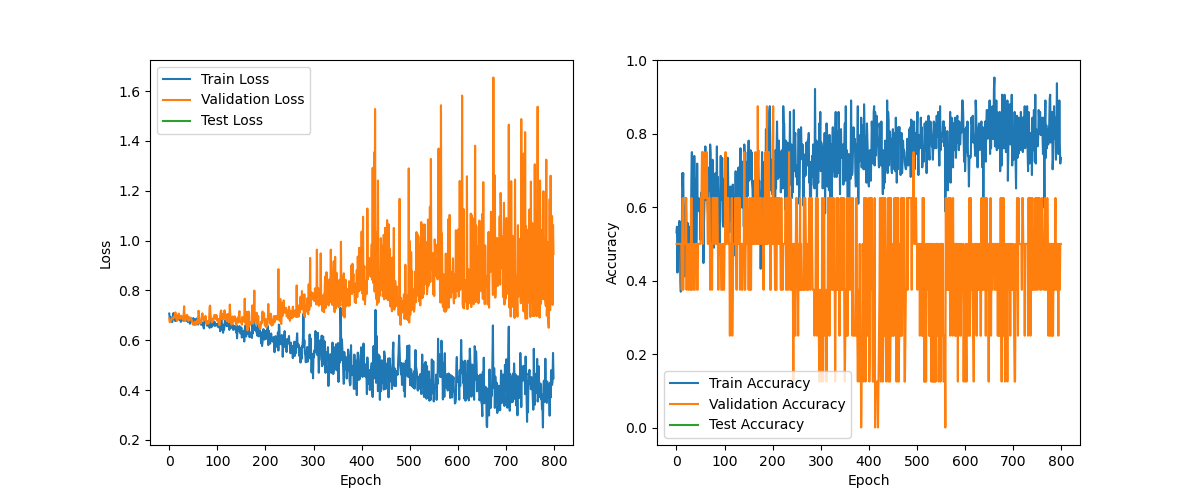 Train Loss
Validation Loss
Test Loss
1.6
1.4
1.2
1.0
0.8
0.6
0.4
0.2
Loss
0 100 200 300 400 500 600 700 800
Epoch
1.0
0.8
0.6
0.4
0.2
0.0
Accuracy
Train Accuracy
Validation Accuracy
Test Accuracy
0 100 200 300 400 500 600 700 800
Epoch